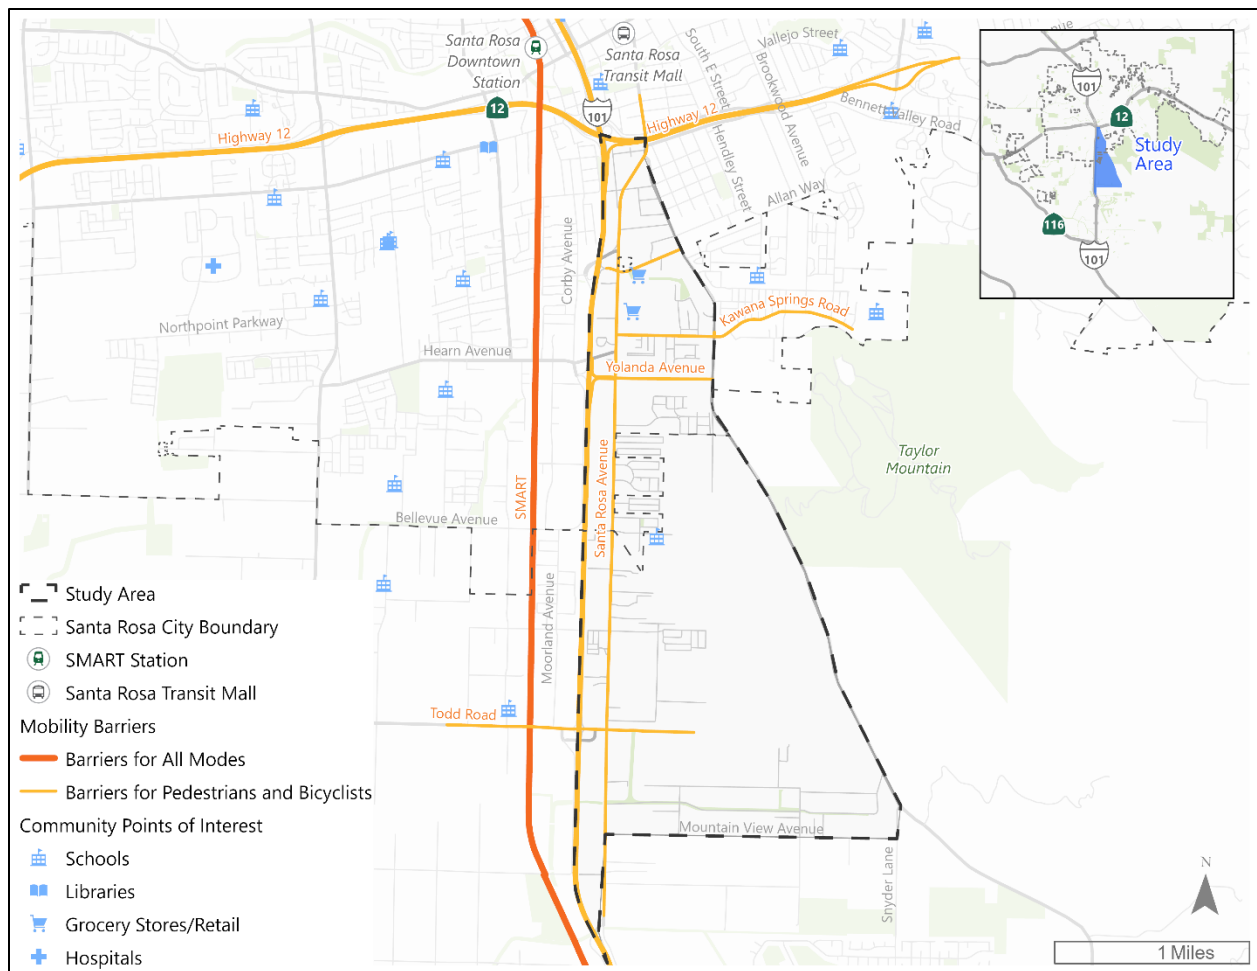 Santa Rosa
Downtown
Station
Santa Rosa
Transit Mall
South E Street
Vallejo Street
Brookwood Avenue
Bennett Valley Road
Highway 12
12
101
Highway 12
Hendley Street
Allan Way
Corby Avenue
Northpoint Parkway
Hearn Avenue
Kawana Springs Road
Yolanda Avenue
Taylor
Mountain
SMART
Santa Rosa Avenue
Bellevue Avenue
Moorland Avenue
Todd Road
Mountain View Avenue
Snyder Lane
101
12
Study
Area
116
101
Study Area
Santa Rosa City Boundary
SMART Station
Santa Rosa Transit Mall
Mobility Barriers
Barriers for All Modes
Barriers for Pedestrians and Bicyclists
Community Points of Interest
Schools
Libraries
Grocery Stores/Retail
Hospitals
N
1 Miles